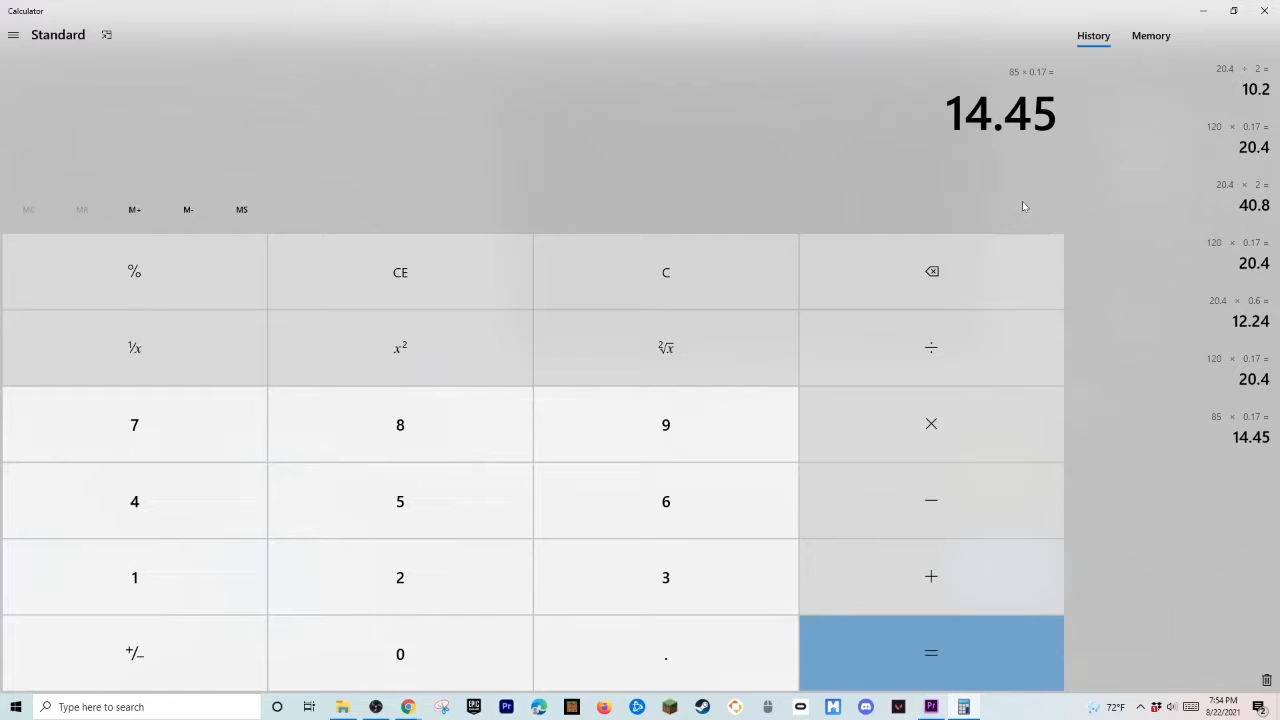 Calculator
Standard
History Memory
85 × 0.17 =
14.45
MC MR M+ M- MS
% CE C
¹⁄x x² ²√x ÷
7 8 9 ×
4 5 6 −
1 2 3 +
+/− 0 . =
20.4 ÷ 2 =
10.2
120 × 0.17 =
20.4
20.4 × 2 =
40.8
120 × 0.17 =
20.4
20.4 × 0.6 =
12.24
120 × 0.17 =
20.4
85 × 0.17 =
14.45
Type here to search
72°F
7:54 PM
8/22/2021